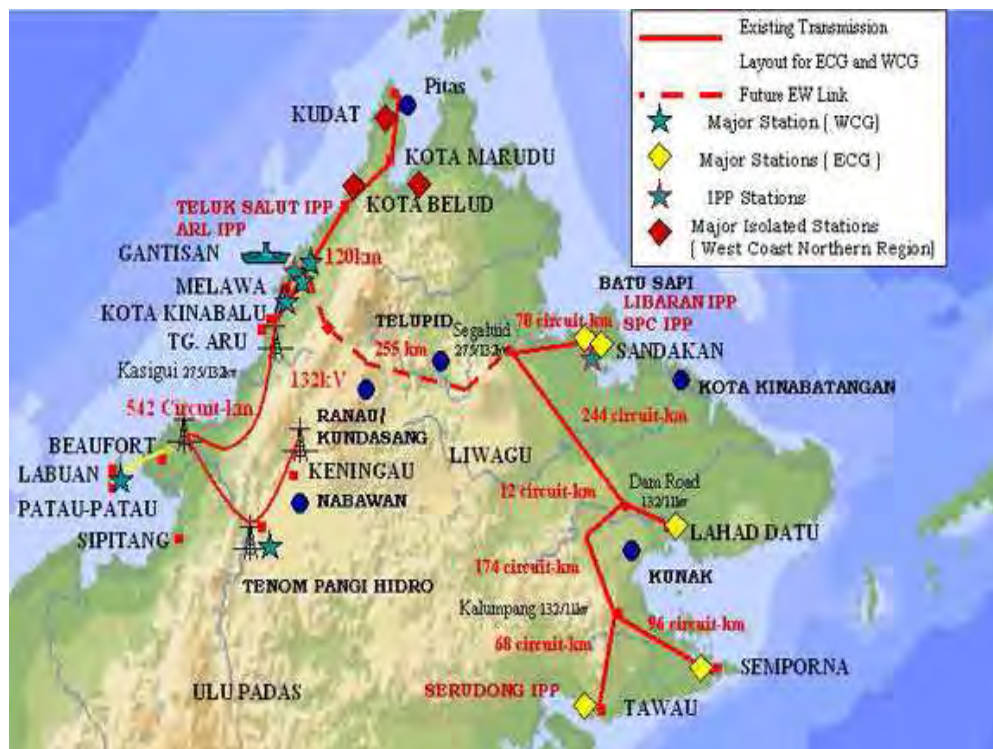 Existing Transmission
Layout for ECG and WCG
Future EW Link
Major Station ( WCG)
Major Stations ( ECG )
IPP Stations
Major Isolated Stations
( West Coast Northern Region)
Pitas
KUDAT
KOTA MARUDU
KOTA BELUD
TELUK SALUT IPP
ARL IPP
GANTISAN
120km
MELAWA
KOTA KINABALU
TG. ARU
Kasigui 275/132kw
542 Circuit-km
132kV
TELUPID
255 km
Segaluid
275/132kw
70 circuit-km
BATU SAPI
LIBARAN IPP
SPC IPP
SANDAKAN
KOTA KINABATANGAN
244 circuit-km
RANAU/
KUNDASANG
LIWAGU
BEAUFORT
LABUAN
PATAU-PATAU
SIPITANG
KENINGAU
NABAWAN
12 circuit-km
Dam Road
132/11kw
LAHAD DATU
TENOM PANGI HIDRO
174 circuit-km
KUNAK
Kalumpang 132/11kw
96 circuit-km
68 circuit-km
SEMPORNA
ULU PADAS
SERUDONG IPP
TAWAU